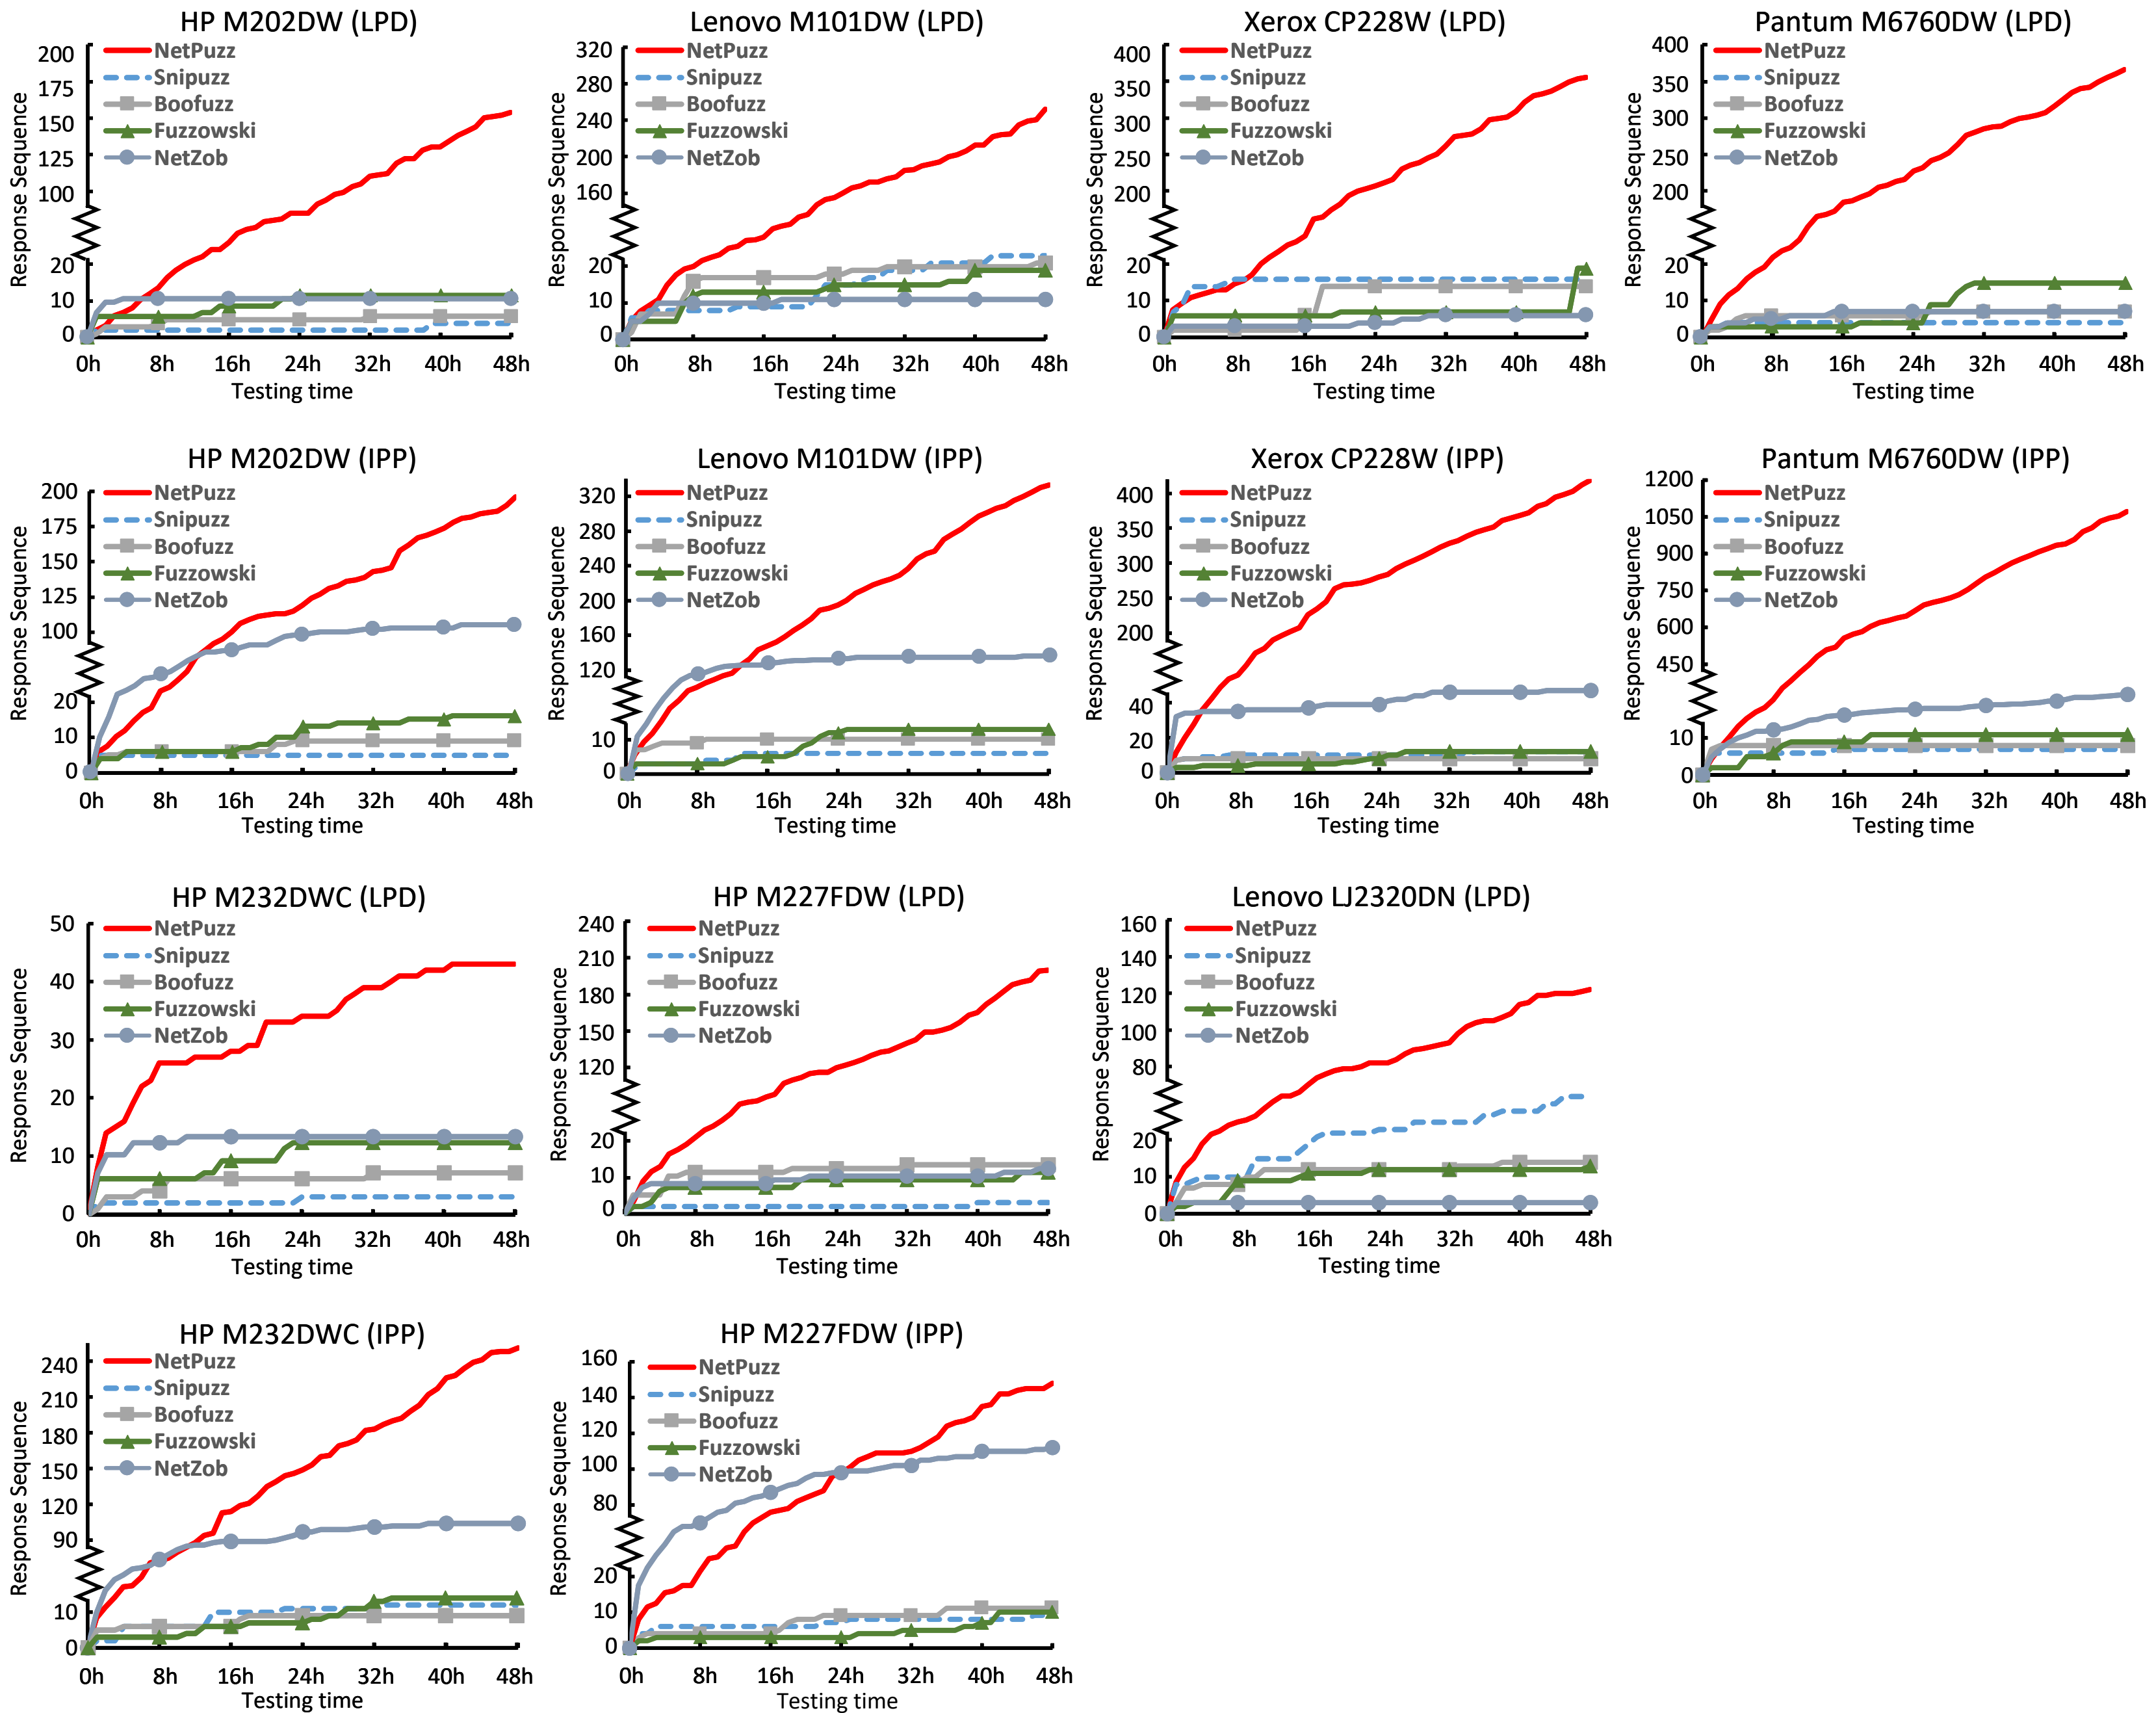 HP M202DW (LPD)
Response Sequence
200
175
150
125
100
20
10
0
NetPuzz
Snipuzz
Boofuzz
Fuzzowski
NetZob
0h 8h 16h 24h 32h 40h 48h
Testing time
Lenovo M101DW (LPD)
Response Sequence
320
280
240
200
160
20
10
0
NetPuzz
Snipuzz
Boofuzz
Fuzzowski
NetZob
0h 8h 16h 24h 32h 40h 48h
Testing time
Xerox CP228W (LPD)
Response Sequence
400
350
300
250
200
20
10
0
NetPuzz
Snipuzz
Boofuzz
Fuzzowski
NetZob
0h 8h 16h 24h 32h 40h 48h
Testing time
Pantum M6760DW (LPD)
Response Sequence
400
350
300
250
200
20
10
0
NetPuzz
Snipuzz
Boofuzz
Fuzzowski
NetZob
0h 8h 16h 24h 32h 40h 48h
Testing time
HP M202DW (IPP)
Response Sequence
200
175
150
125
100
20
10
0
NetPuzz
Snipuzz
Boofuzz
Fuzzowski
NetZob
0h 8h 16h 24h 32h 40h 48h
Testing time
Lenovo M101DW (IPP)
Response Sequence
320
280
240
200
160
120
10
0
NetPuzz
Snipuzz
Boofuzz
Fuzzowski
NetZob
0h 8h 16h 24h 32h 40h 48h
Testing time
Xerox CP228W (IPP)
Response Sequence
400
350
300
250
200
40
20
0
NetPuzz
Snipuzz
Boofuzz
Fuzzowski
NetZob
0h 8h 16h 24h 32h 40h 48h
Testing time
Pantum M6760DW (IPP)
Response Sequence
1200
1050
900
750
600
450
10
0
NetPuzz
Snipuzz
Boofuzz
Fuzzowski
NetZob
0h 8h 16h 24h 32h 40h 48h
Testing time
HP M232DWC (LPD)
Response Sequence
50
40
30
20
10
0
NetPuzz
Snipuzz
Boofuzz
Fuzzowski
NetZob
0h 8h 16h 24h 32h 40h 48h
Testing time
HP M227FDW (LPD)
Response Sequence
240
210
180
150
120
20
10
0
NetPuzz
Snipuzz
Boofuzz
Fuzzowski
NetZob
0h 8h 16h 24h 32h 40h 48h
Testing time
Lenovo LJ2320DN (LPD)
Response Sequence
160
140
120
100
80
20
10
0
NetPuzz
Snipuzz
Boofuzz
Fuzzowski
NetZob
0h 8h 16h 24h 32h 40h 48h
Testing time
HP M232DWC (IPP)
Response Sequence
240
210
180
150
120
90
10
0
NetPuzz
Snipuzz
Boofuzz
Fuzzowski
NetZob
0h 8h 16h 24h 32h 40h 48h
Testing time
HP M227FDW (IPP)
Response Sequence
160
140
120
100
80
20
10
0
NetPuzz
Snipuzz
Boofuzz
Fuzzowski
NetZob
0h 8h 16h 24h 32h 40h 48h
Testing time